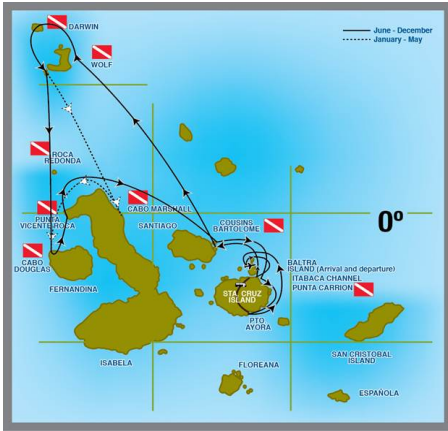 DARWIN
June - December
January - May
WOLF
ROCA
REDONDA
CABO MARSHALL
PUNTA
VICENTE ROCA
COUSINS
BARTOLOME
SANTIAGO
0º
CABO
DOUGLAS
BALTRA
ISLAND (Arrival and departure)
ITABACA CHANNEL
PUNTA CARRION
FERNANDINA
STA. CRUZ
ISLAND
PTO.
AYORA
SAN CRISTOBAL
ISLAND
ISABELA
FLOREANA
ESPAÑOLA